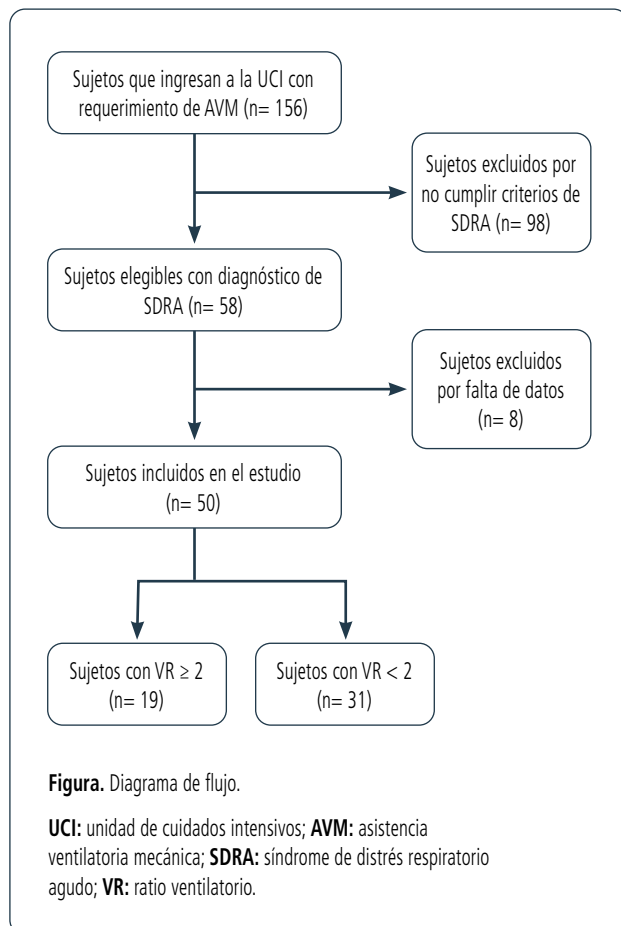 Sujetos que ingresan a la UCI con
requerimiento de AVM (n= 156)
Sujetos excluidos por
no cumplir criterios de
SDRA (n= 98)
Sujetos elegibles con diagnóstico de
SDRA (n= 58)
Sujetos excluidos
por falta de datos
(n= 8)
Sujetos incluidos en el estudio
(n= 50)
Sujetos con VR ≥ 2
(n= 19)
Sujetos con VR < 2
(n= 31)
Figura. Diagrama de flujo.
UCI: unidad de cuidados intensivos; AVM: asistencia
ventilatoria mecánica; SDRA: síndrome de distrés respiratorio
agudo; VR: ratio ventilatorio.